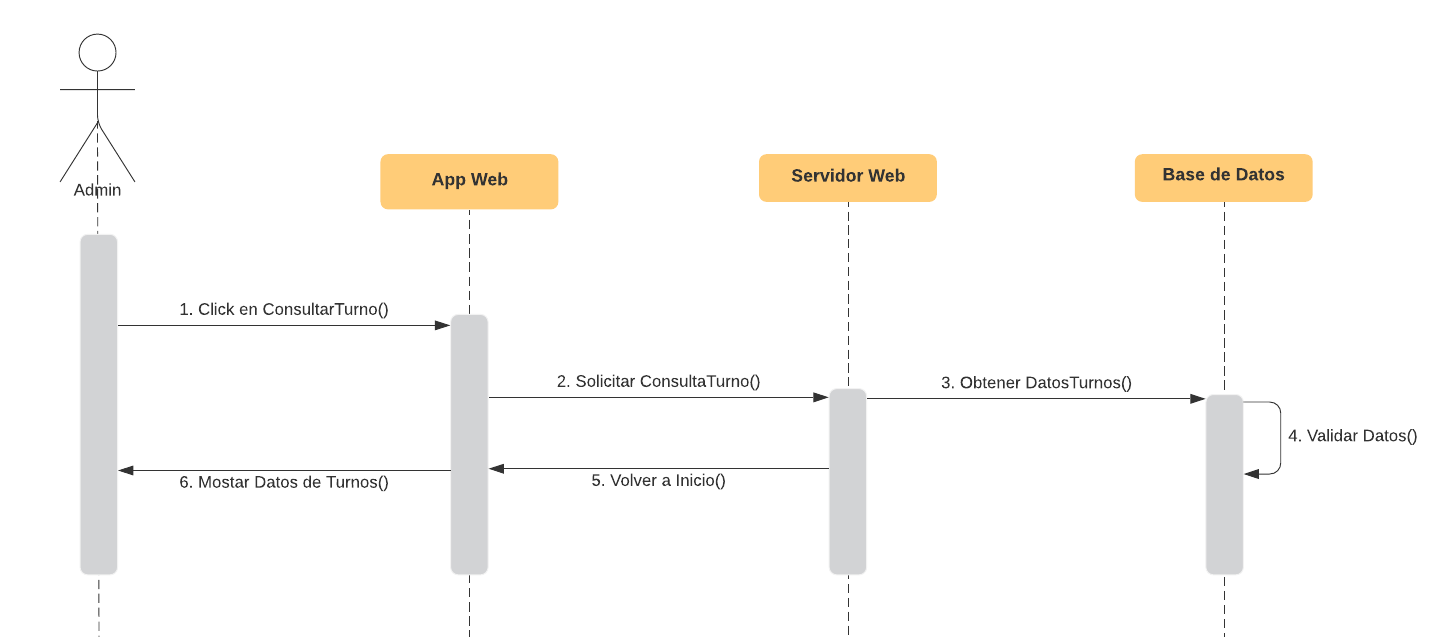 Admin
App Web
Servidor Web
Base de Datos
1. Click en ConsultarTurno()
2. Solicitar ConsultaTurno()
3. Obtener DatosTurnos()
4. Validar Datos()
5. Volver a Inicio()
6. Mostar Datos de Turnos()